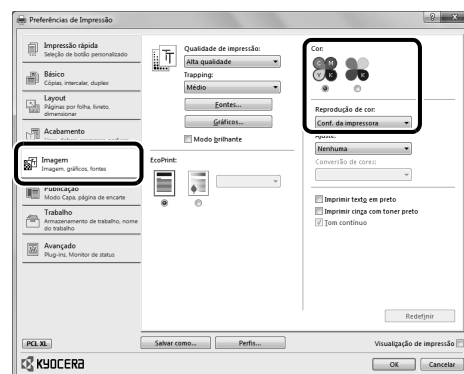 Preferências de Impressão
Impressão rápida
Seleção de botão personalizado
Básico
Cópias, intercalar, duplex
Layout
Páginas por folha, livreto,
dimensionar
Acabamento
Imagem
Imagem, gráficos, fontes
Publicação
Modo Capa, página de encarte
Trabalho
Armazenamento de trabalho, nome
do trabalho
Avançado
Plug-ins, Monitor de status
Qualidade de impressão:
Alta qualidade
Trapping:
Médio
Fontes...
Gráficos...
Modo brilhante
EcoPrint:
Cor:
C M
Y K
K
Reprodução de cor:
Conf. da impressora
Ajuste:
Nenhuma
Conversão de cores:
Imprimir texto em preto
Imprimir cinza com toner preto
Tom contínuo
Redefinir
PCL XL
Salvar como...
Perfis...
Visualização de impressão
KYOCERA
OK
Cancelar